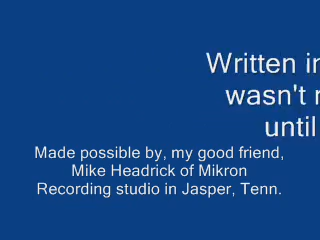 Written in
wasn't
until
Made possible by, my good friend,
Mike Headrick of Mikron
Recording studio in Jasper, Tenn.